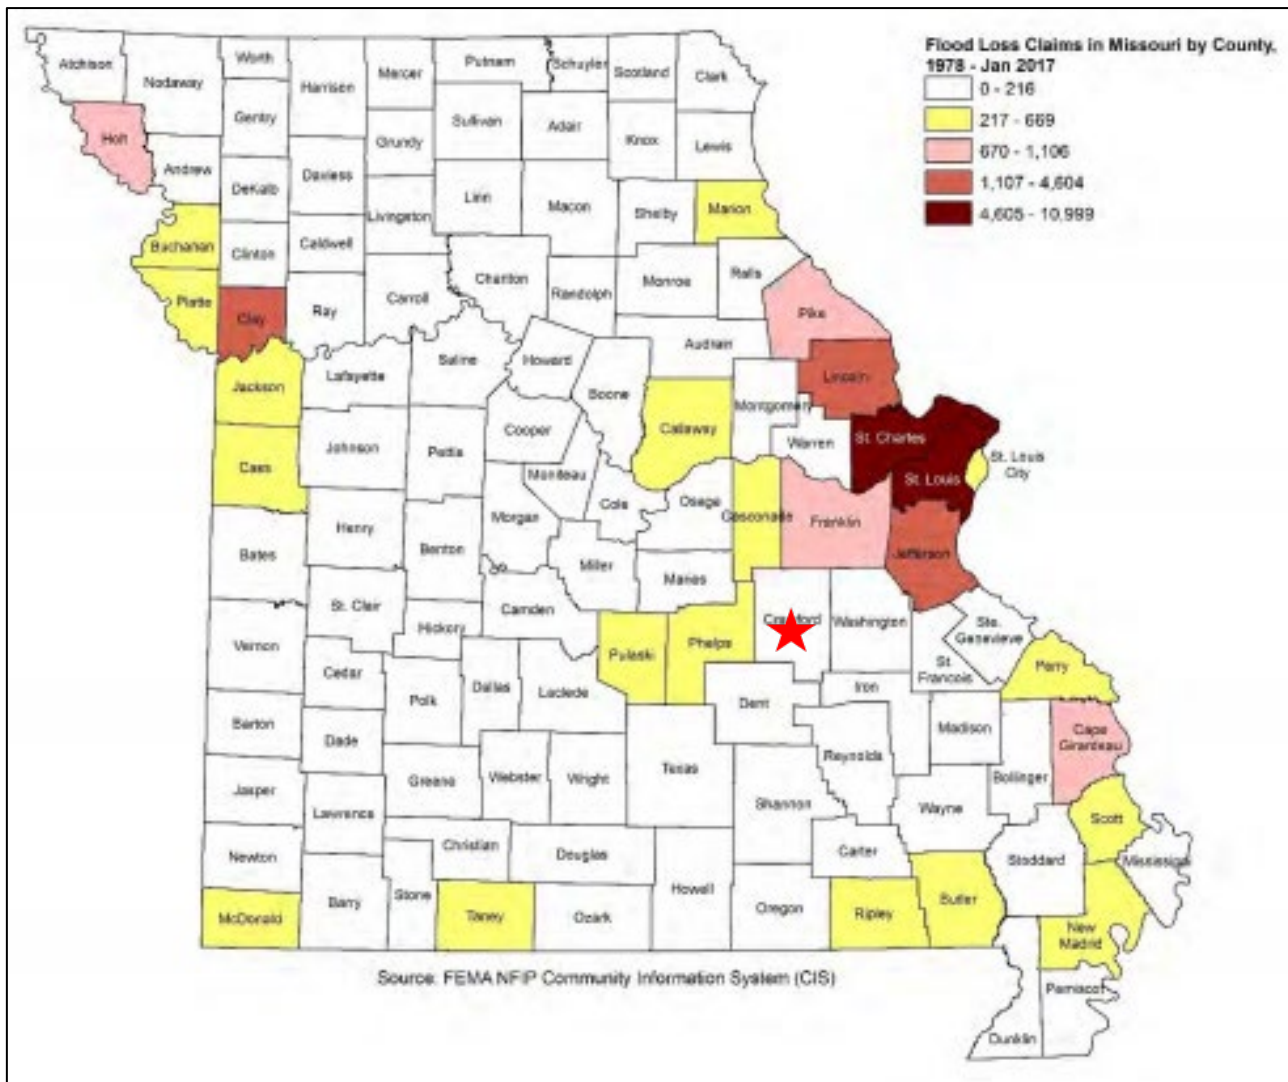 Flood Loss Claims in Missouri by County,
1978 - Jan 2017
0 - 216
217 - 669
670 - 1,106
1,107 - 4,604
4,605 - 10,999
Atchison
Nodaway
Worth
Harrison
Mercer
Putnam
Schuyler
Scotland
Clark
Holt
Gentry
Sullivan
Adair
Knox
Lewis
Andrew
Grundy
DeKalb
Daviess
Linn
Macon
Shelby
Marion
Livingston
Buchanan
Clinton
Caldwell
Chariton
Monroe
Ralls
Platte
Clay
Ray
Carroll
Randolph
Pike
Audrain
Jackson
Lafayette
Saline
Howard
Boone
Lincoln
Callaway
Montgomery
Warren
St. Charles
St. Louis
City
St. Louis
Cass
Johnson
Pettis
Cooper
Moniteau
Cole
Osage
Gasconade
Franklin
Jefferson
Henry
Morgan
Bates
Benton
Miller
Maries
St. Clair
Camden
Crawford
Washington
Ste.
Genevieve
Hickory
Vernon
Pulaski
Phelps
St.
Francois
Perry
Cedar
Polk
Dallas
Laclede
Dent
Iron
Barton
Dade
Madison
Cape
Girardeau
Jasper
Greene
Webster
Wright
Texas
Reynolds
Bollinger
Shannon
Wayne
Lawrence
Scott
Newton
Christian
Douglas
Carter
Stoddard
Mississippi
McDonald
Barry
Stone
Taney
Ozark
Howell
Oregon
Ripley
Butler
New
Madrid
Source: FEMA NFIP Community Information System (CIS)
Pemiscot
Dunklin